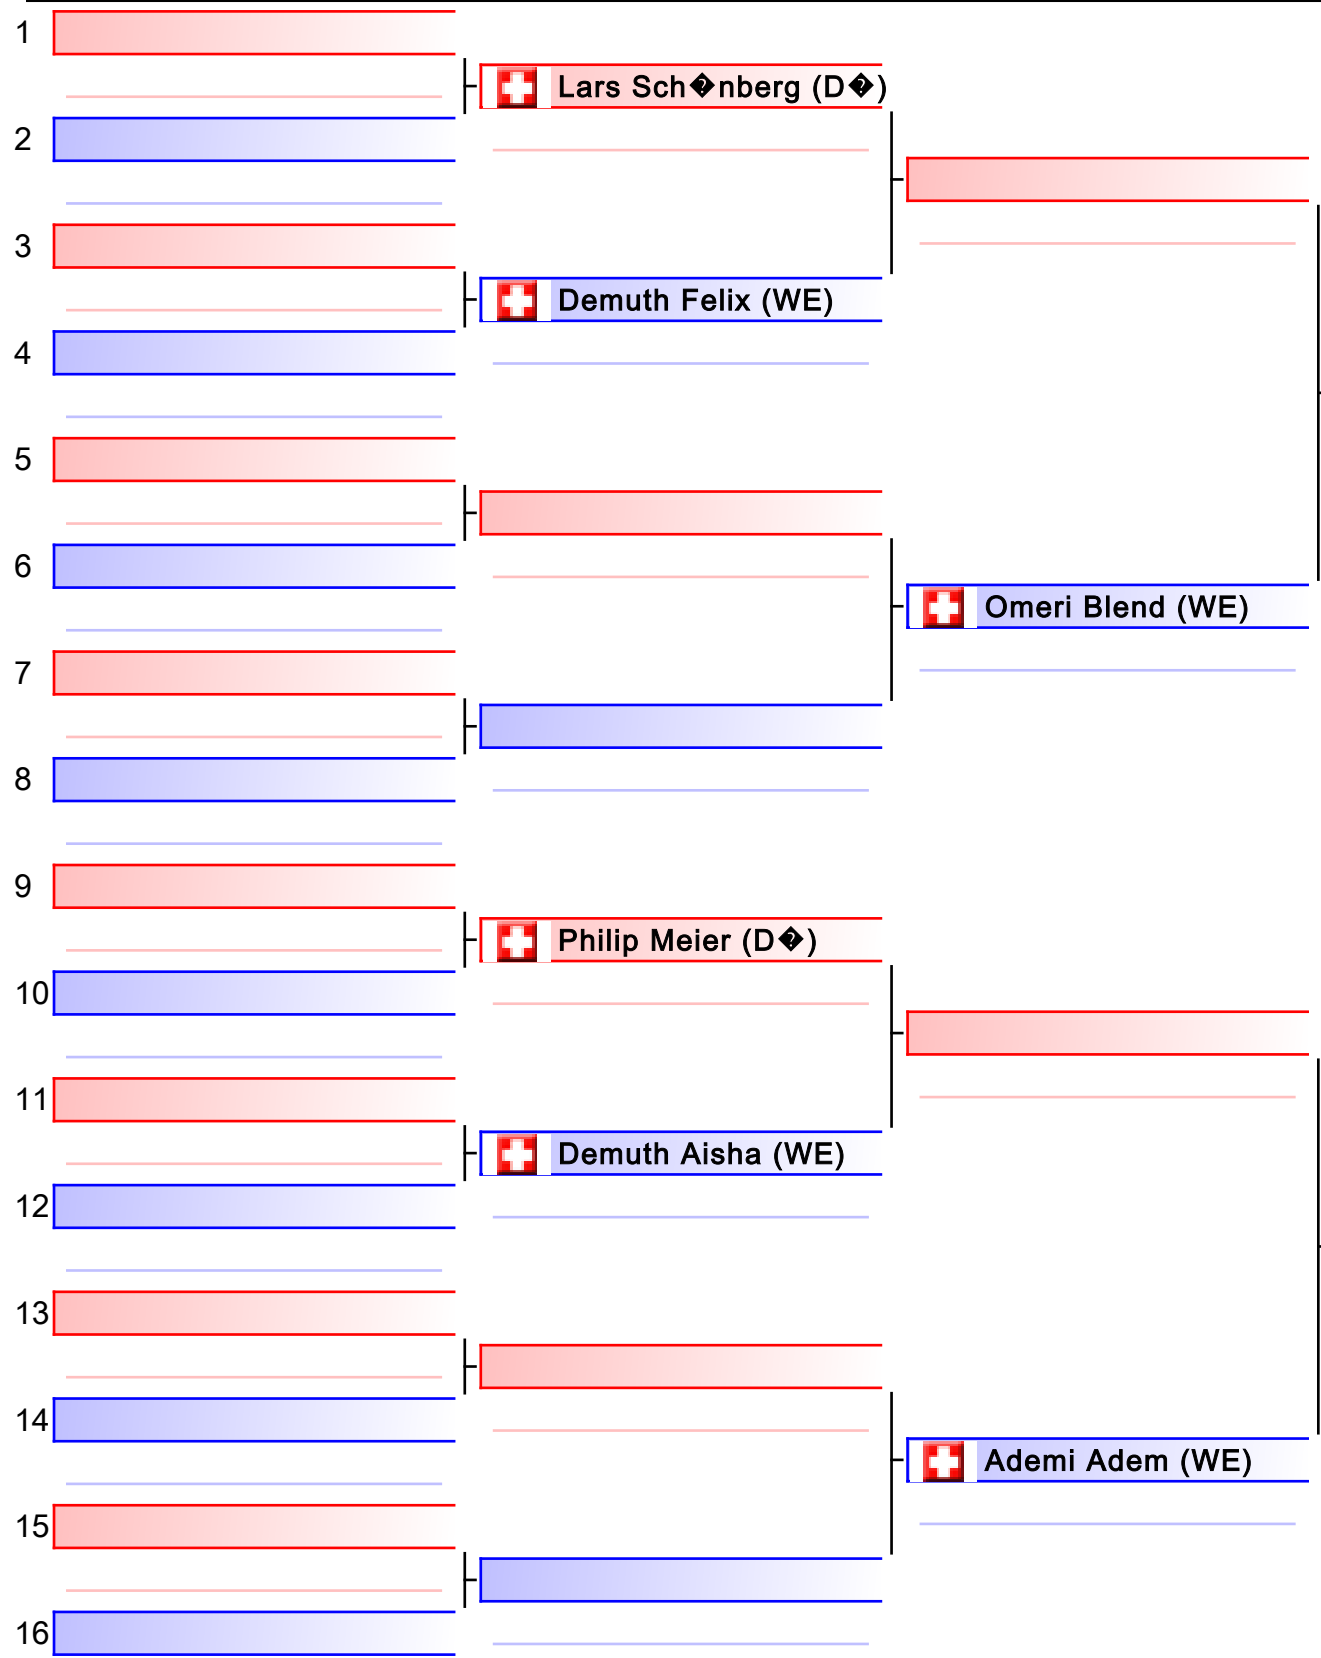 1
Lars Sch�nberg (D�)
2
3
Demuth Felix (WE)
4
5
6
Omeri Blend (WE)
7
8
9
Philip Meier (D�)
10
11
Demuth Aisha (WE)
12
13
14
Ademi Adem (WE)
15
16